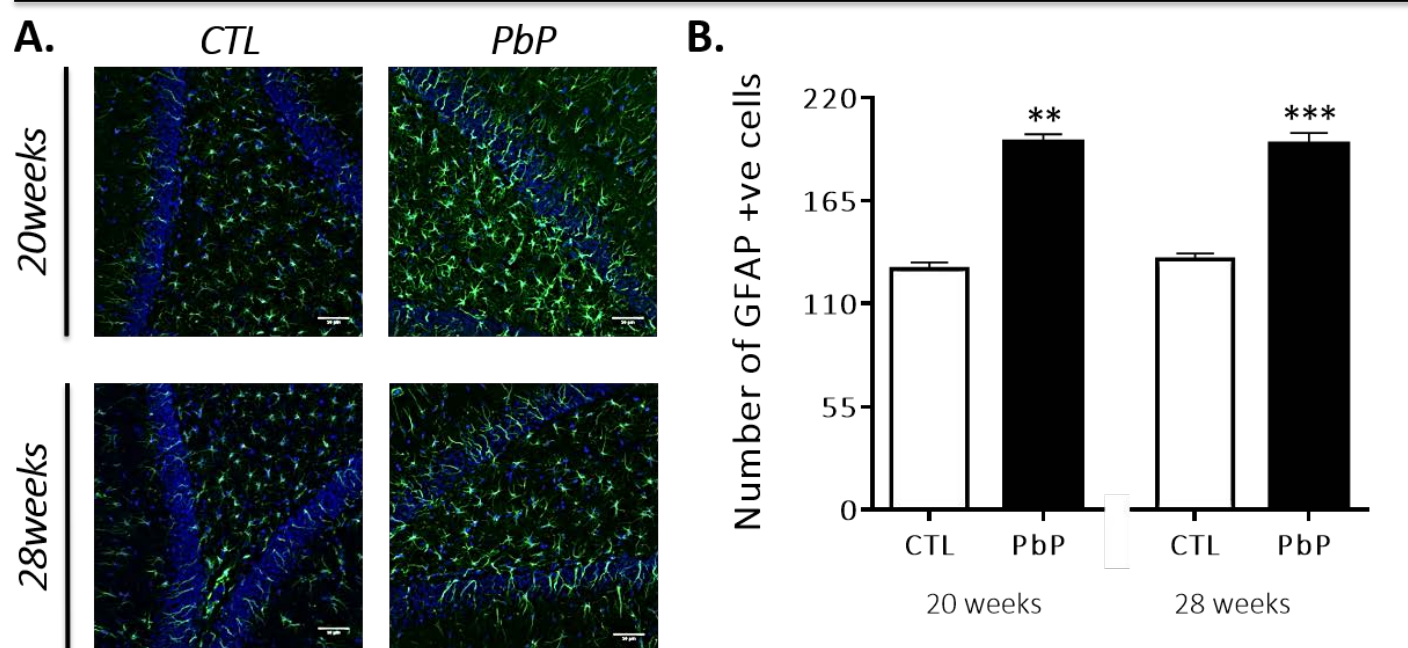 A.
CTL
PbP
20weeks
28weeks
B.
Number of GFAP +ve cells
220
165
110
55
0
**
***
CTL
PbP
CTL
PbP
20 weeks
28 weeks